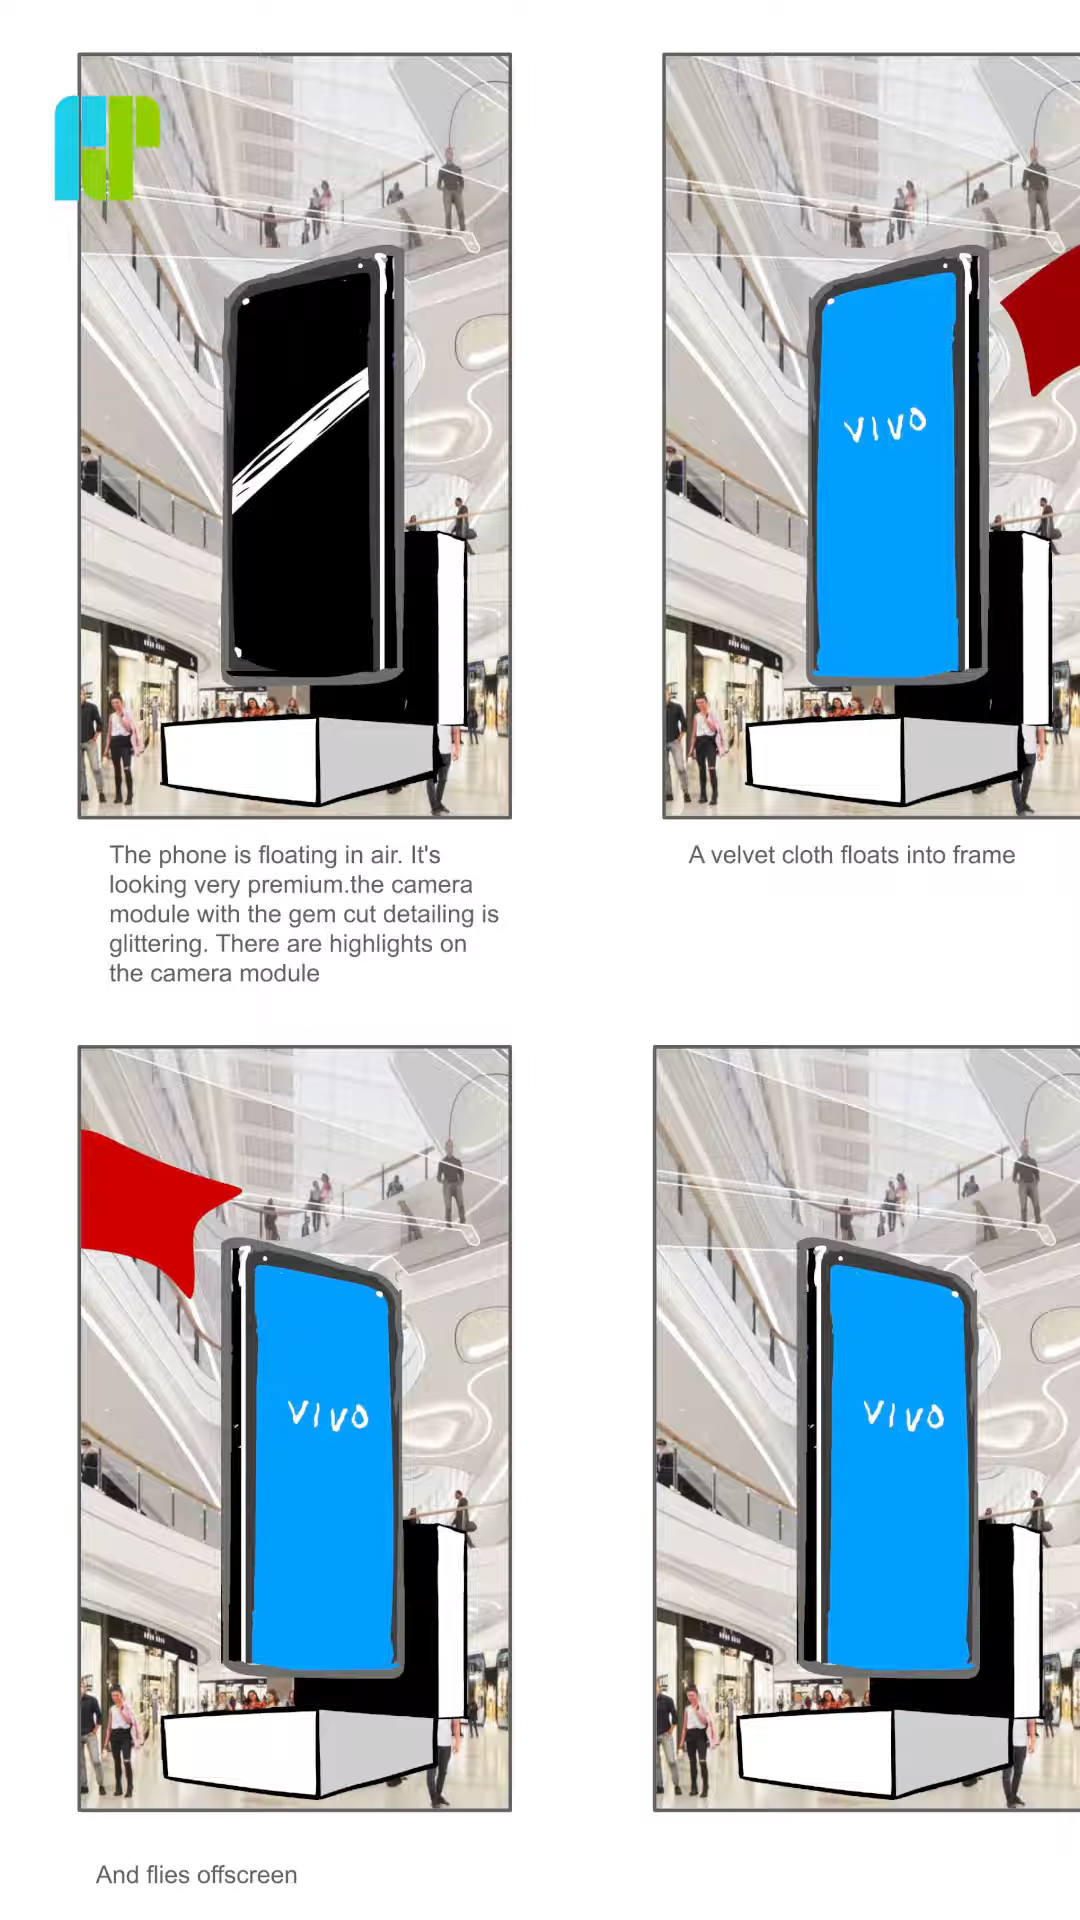 VIVO
The phone is floating in air. It's
looking very premium.the camera
module with the gem cut detailing is
glittering. There are highlights on
the camera module
A velvet cloth floats into frame
VIVO
VIVO
And flies offscreen